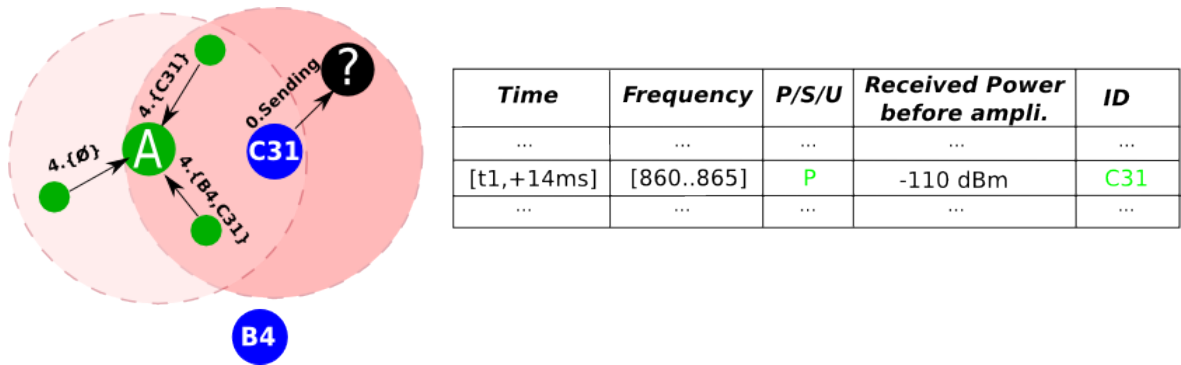 4.{C31}
0.Sending
?
A
C31
4.{Ø}
4.{B4,C31}
B4
Time Frequency P/S/U Received Power before ampli. ID
... ... ... ... ...
[t1,+14ms] [860..865] P -110 dBm C31
... ... ... ... ...